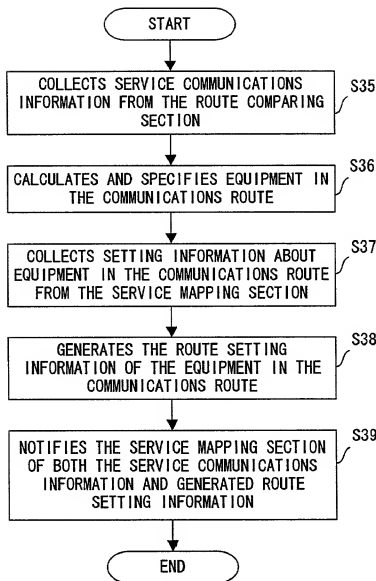 START
COLLECTS SERVICE COMMUNICATIONS
INFORMATION FROM THE ROUTE COMPARING
SECTION
S35
CALCULATES AND SPECIFIES EQUIPMENT IN
THE COMMUNICATIONS ROUTE
S36
COLLECTS SETTING INFORMATION ABOUT
EQUIPMENT IN THE COMMUNICATIONS ROUTE
FROM THE SERVICE MAPPING SECTION
S37
GENERATES THE ROUTE SETTING
INFORMATION OF THE EQUIPMENT IN THE
COMMUNICATIONS ROUTE
S38
NOTIFIES THE SERVICE MAPPING SECTION
OF BOTH THE SERVICE COMMUNICATIONS
INFORMATION AND GENERATED ROUTE
SETTING INFORMATION
S39
END